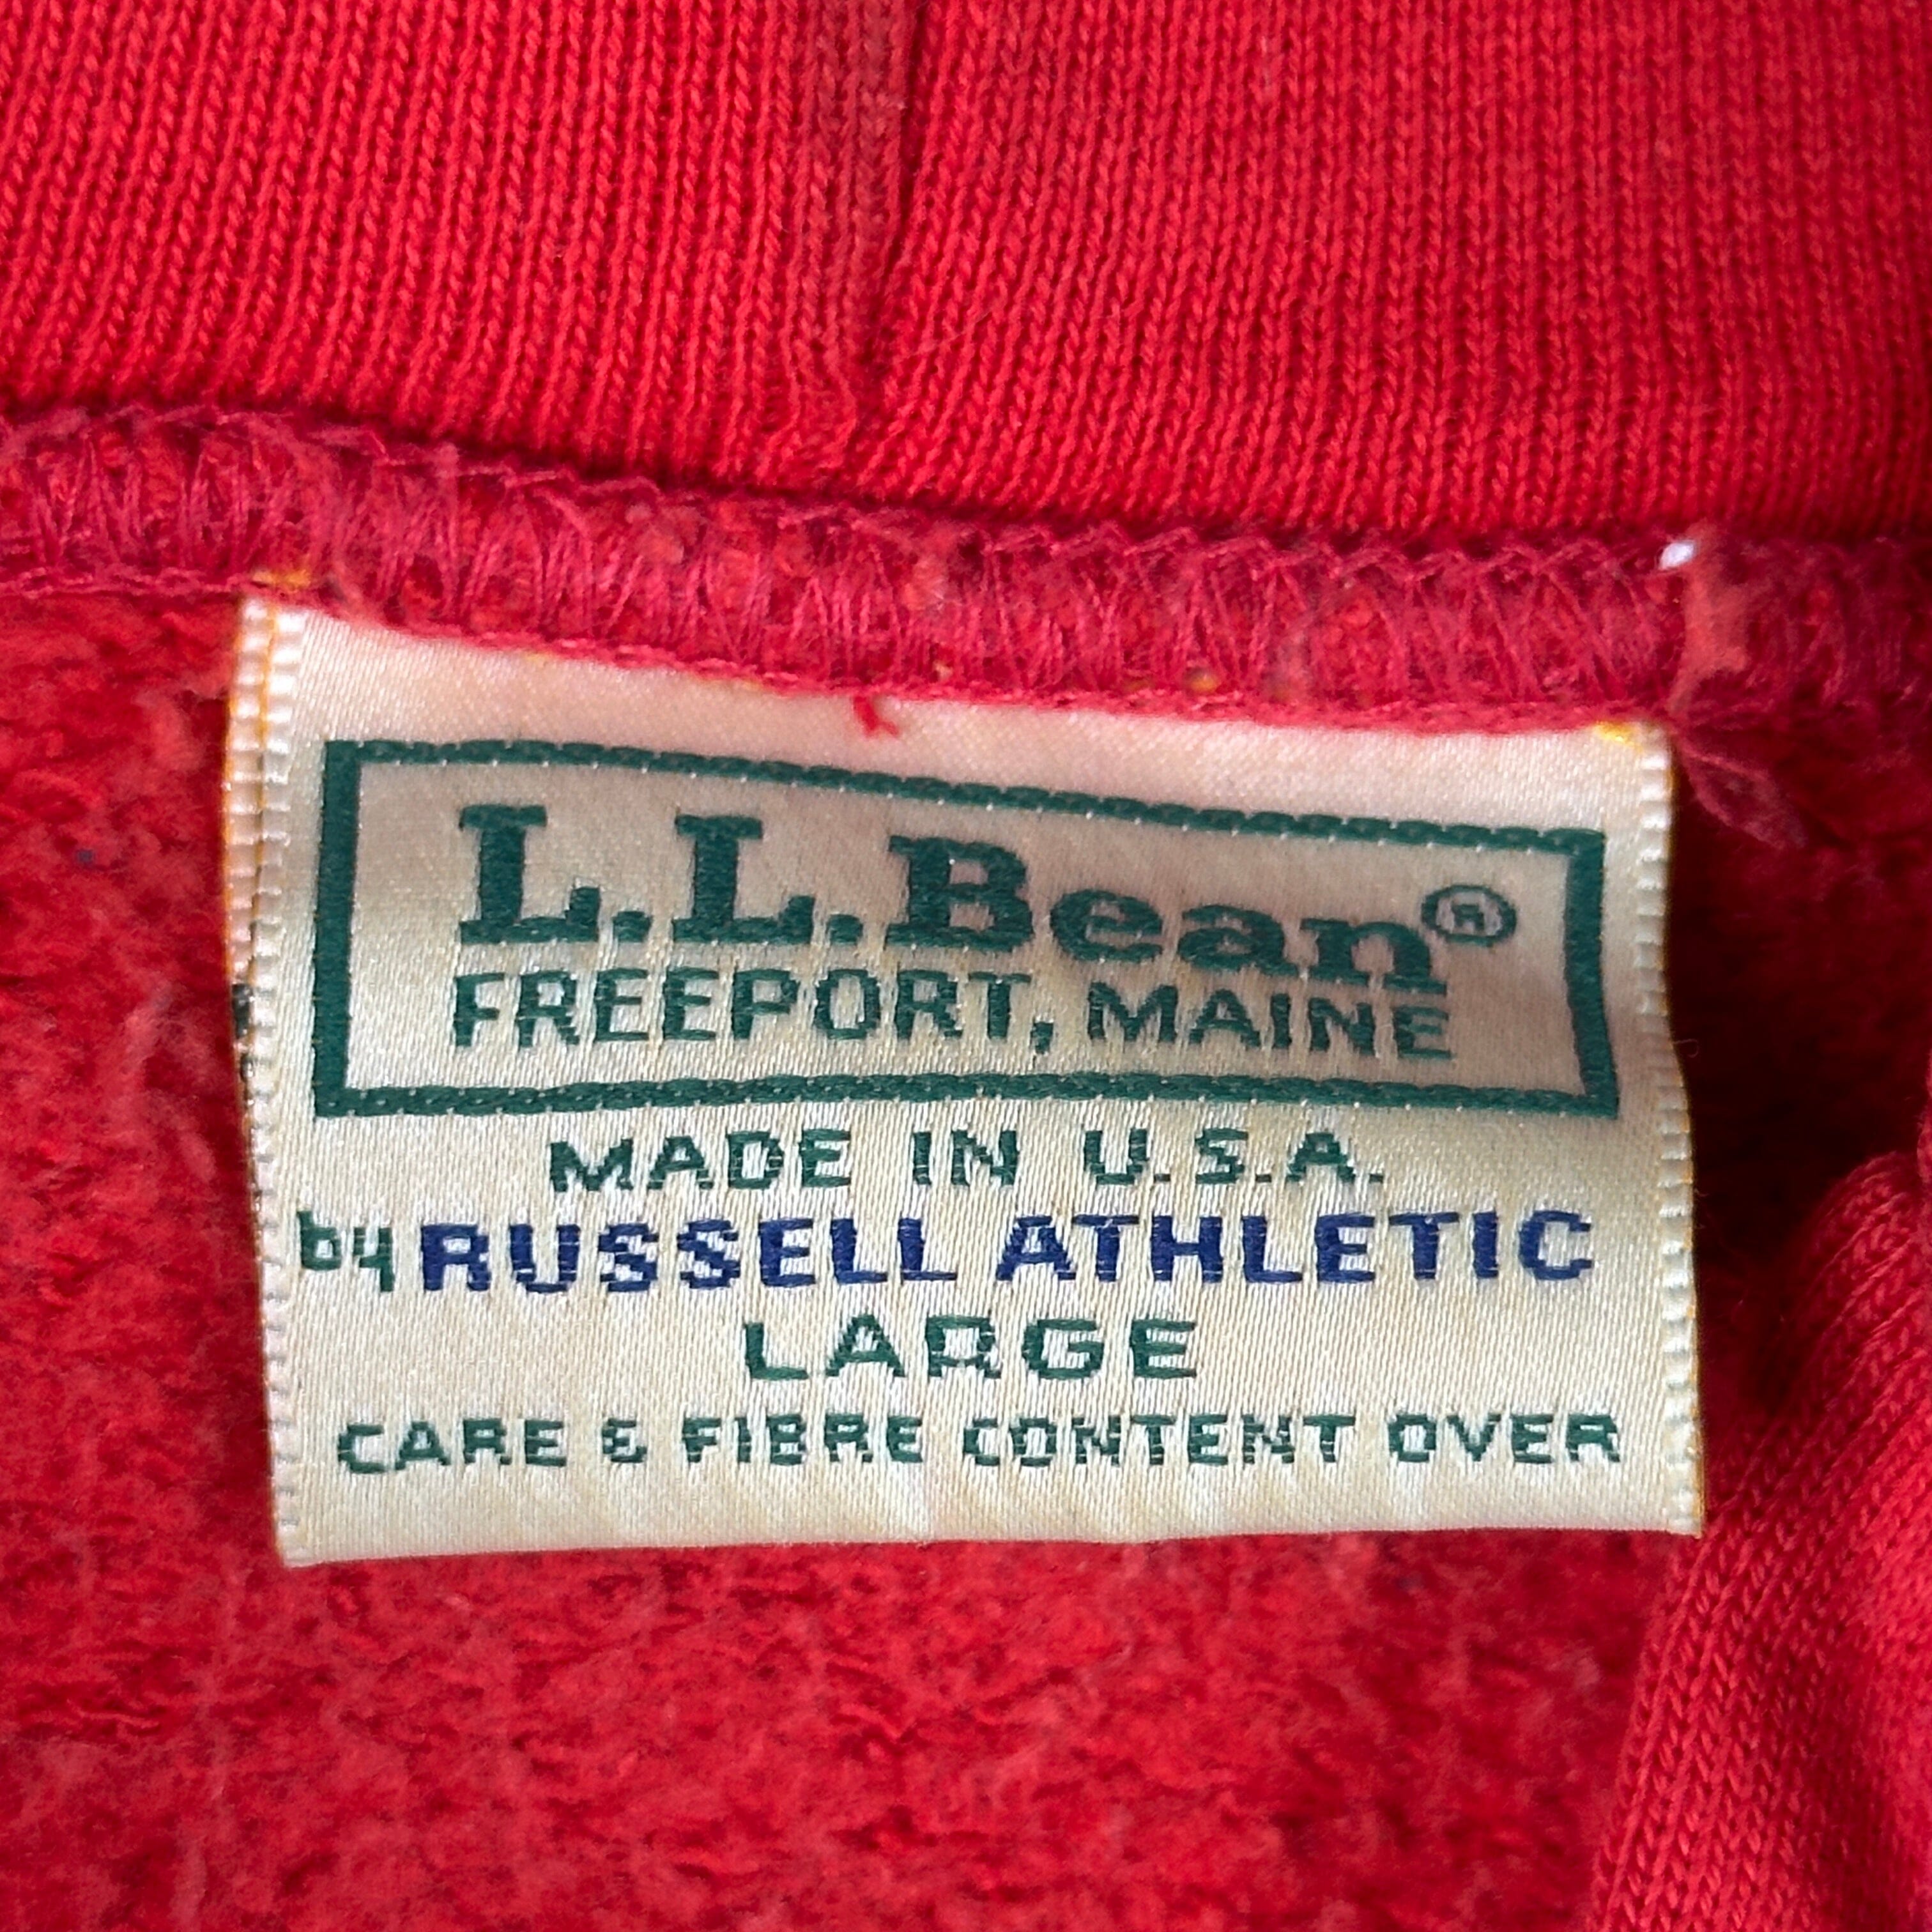 L.L.Bean®
FREEPORT, MAINE
MADE IN U.S.A.
by RUSSELL ATHLETIC
LARGE
CARE & FIBRE CONTENT OVER